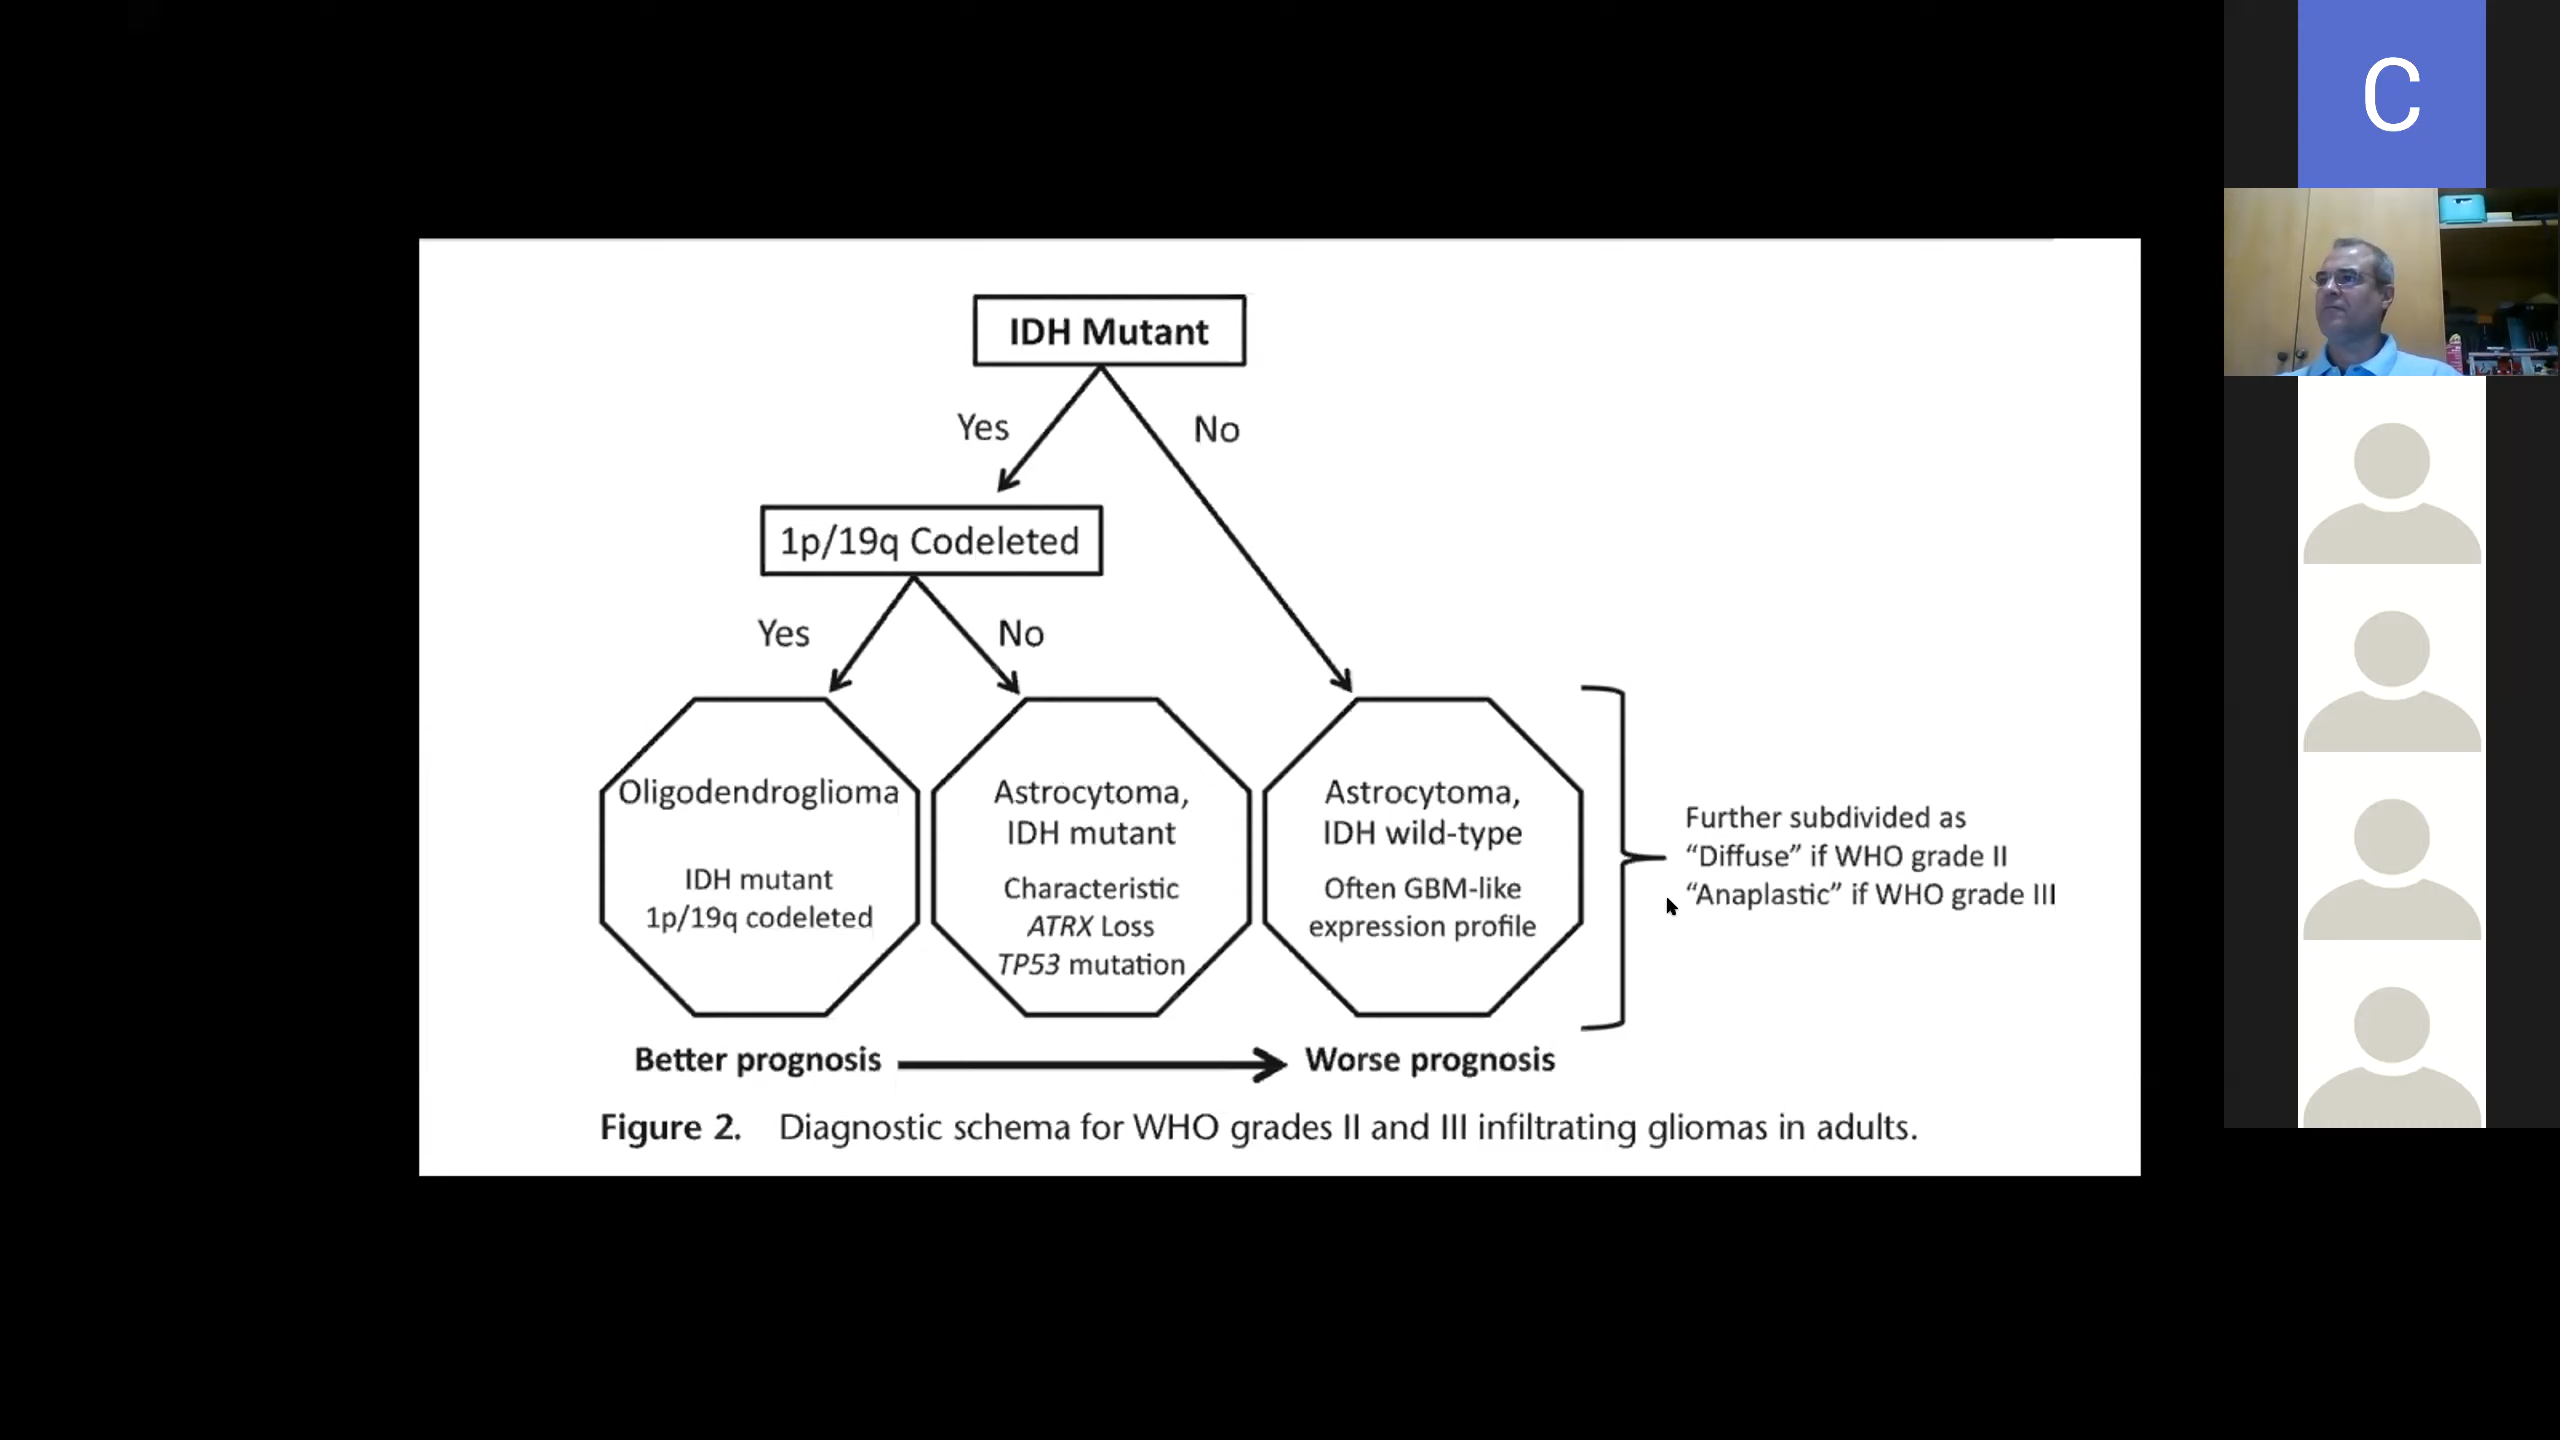 C
IDH Mutant
Yes
No
1p/19q Codeleted
Yes
No
Oligodendroglioma
IDH mutant
1p/19q codeleted
Astrocytoma,
IDH mutant
Characteristic
ATRX Loss
TP53 mutation
Astrocytoma,
IDH wild-type
Often GBM-like
expression profile
Further subdivided as
“Diffuse” if WHO grade II
“Anaplastic” if WHO grade III
Better prognosis
Worse prognosis
Figure 2. Diagnostic schema for WHO grades II and III infiltrating gliomas in adults.